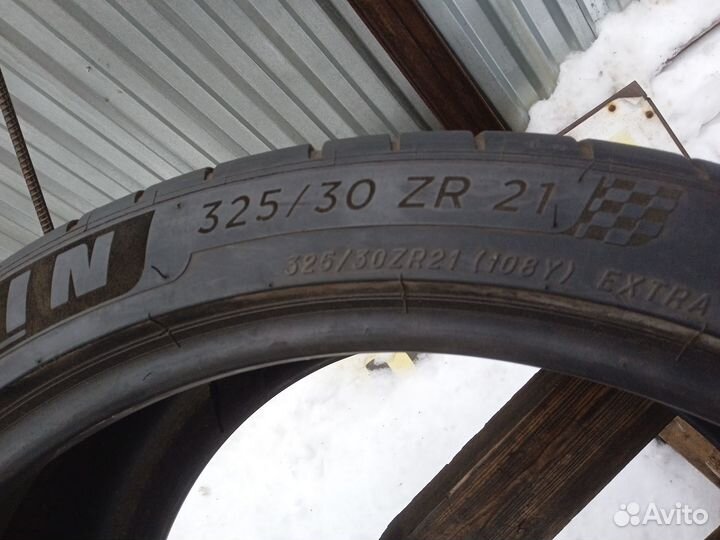 325/30 ZR 21
IN
325/30ZR21 (108Y) EXTRA
Avito